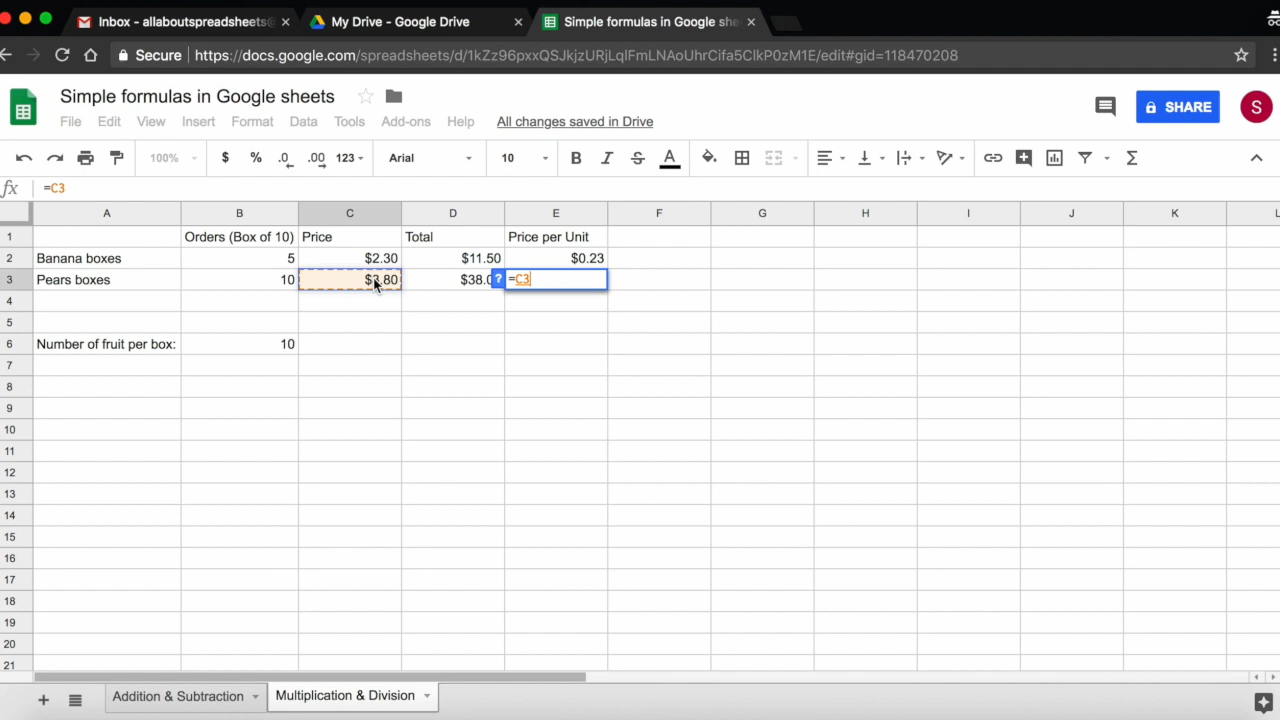 Inbox - allaboutspreadsheets@ × My Drive - Google Drive × Simple formulas in Google she ×
Secure https://docs.google.com/spreadsheets/d/1kZz96pxxQSJkjzURjLqlFmLNAoUhrCifa5ClkP0zM1E/edit#gid=118470208
Simple formulas in Google sheets
SHARE S
File Edit View Insert Format Data Tools Add-ons Help All changes saved in Drive
100% $ % .0 .00 123 Arial 10 B I S A Σ
fx =C3
A B C D E F G H I J K L
1 Orders (Box of 10) Price Total Price per Unit
2 Banana boxes 5 $2.30 $11.50 $0.23
3 Pears boxes 10 $3.80 $38.0 ? =C3
4
5
6 Number of fruit per box: 10
7
8
9
10
11
12
13
14
15
16
17
18
19
20
21
+ Addition & Subtraction Multiplication & Division